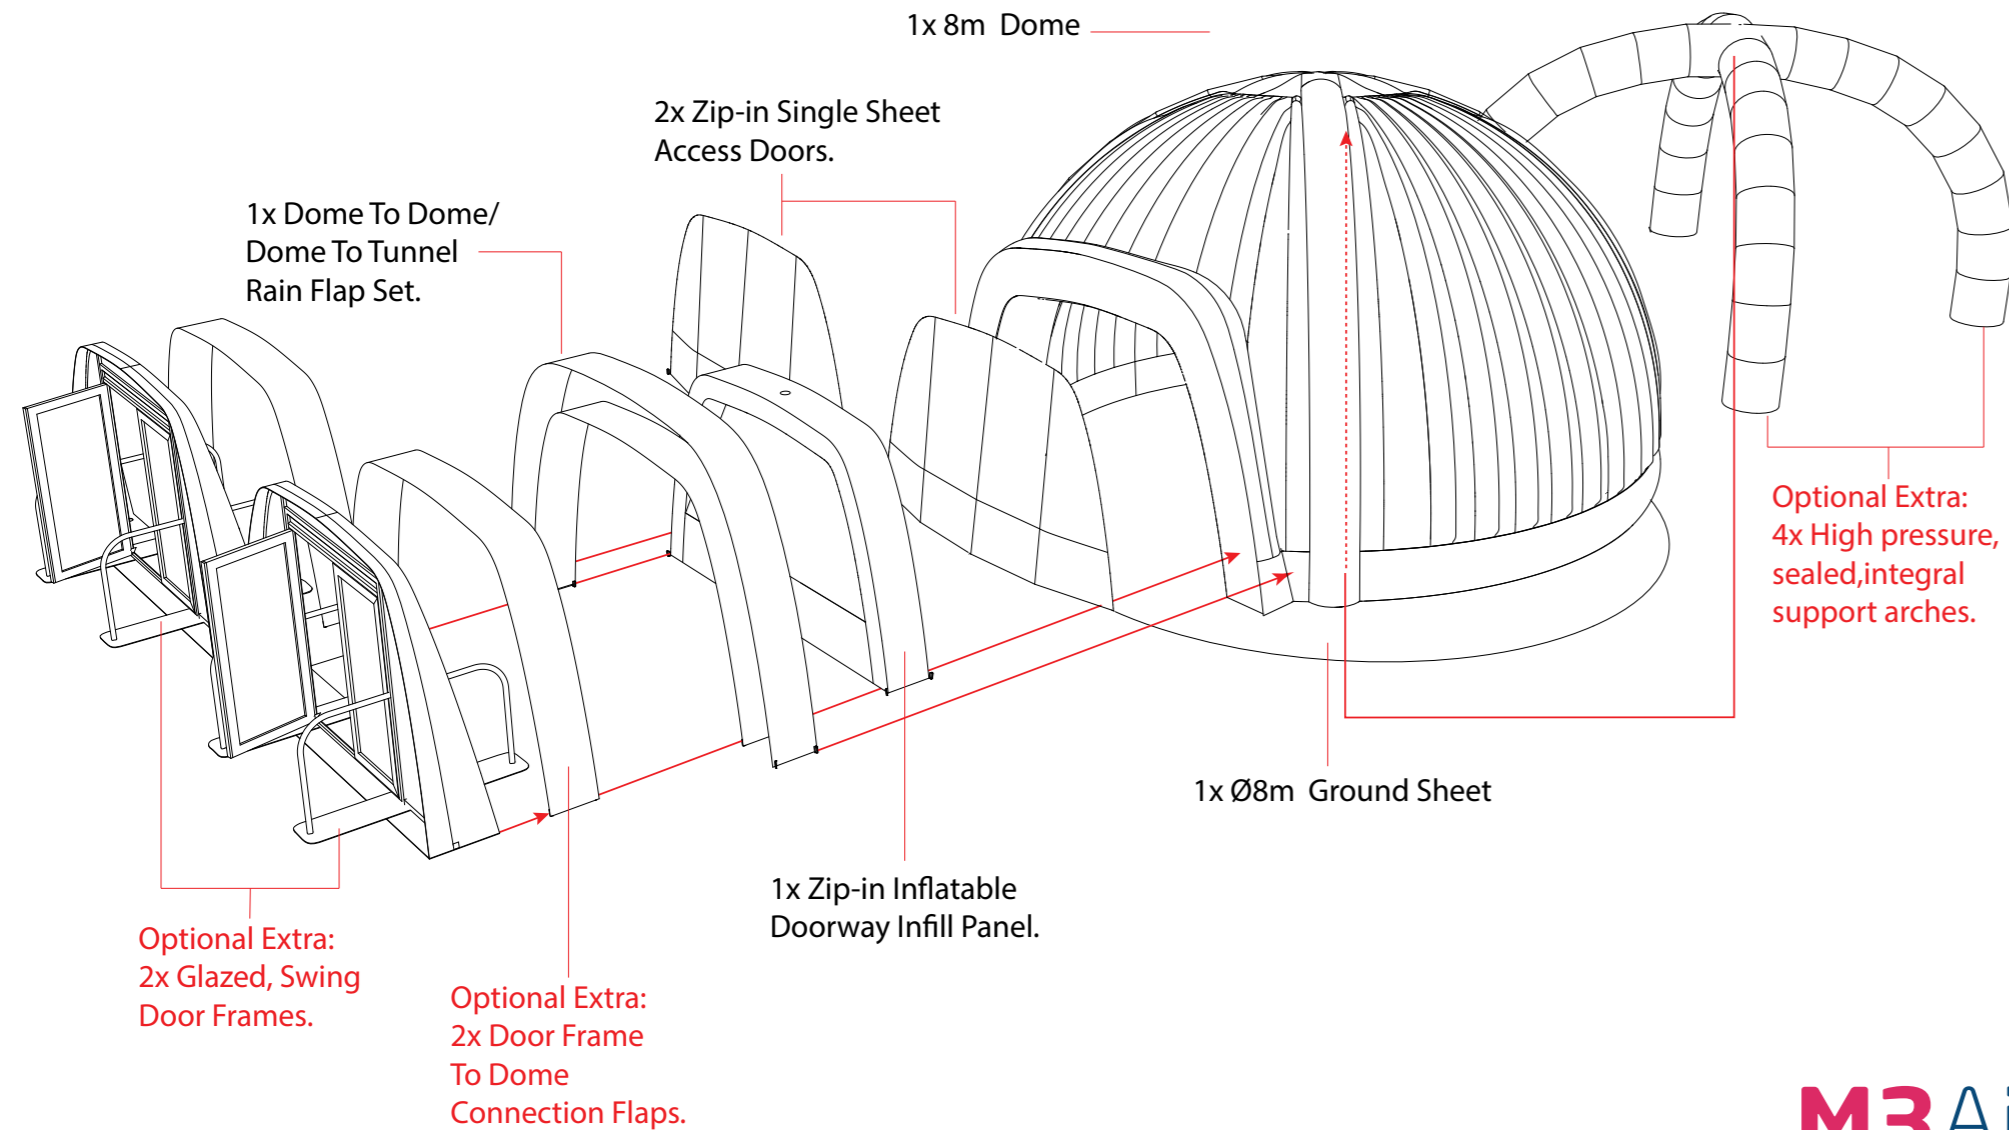 1x 8m Dome
2x Zip-in Single Sheet
Access Doors.
1x Dome To Dome/
Dome To Tunnel
Rain Flap Set.
Optional Extra:
4x High pressure,
sealed,integral
support arches.
1x Ø8m Ground Sheet
1x Zip-in Inflatable
Doorway Infill Panel.
Optional Extra:
2x Glazed, Swing
Door Frames.
Optional Extra:
2x Door Frame
To Dome
Connection Flaps.
M3